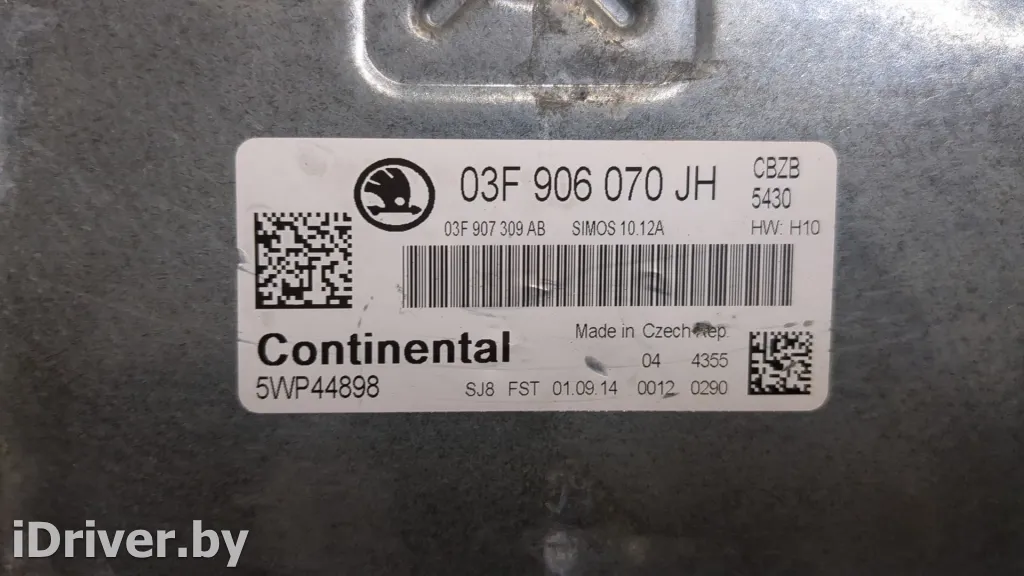 03F 906 070 JH
CBZB
5430
03F 907 309 AB SIMOS 10.12A HW: H10
Made in Czech Rep.
Continental
04 4355
5WP44898 SJ8 FST 01.09.14 0012 0290
iDriver.by